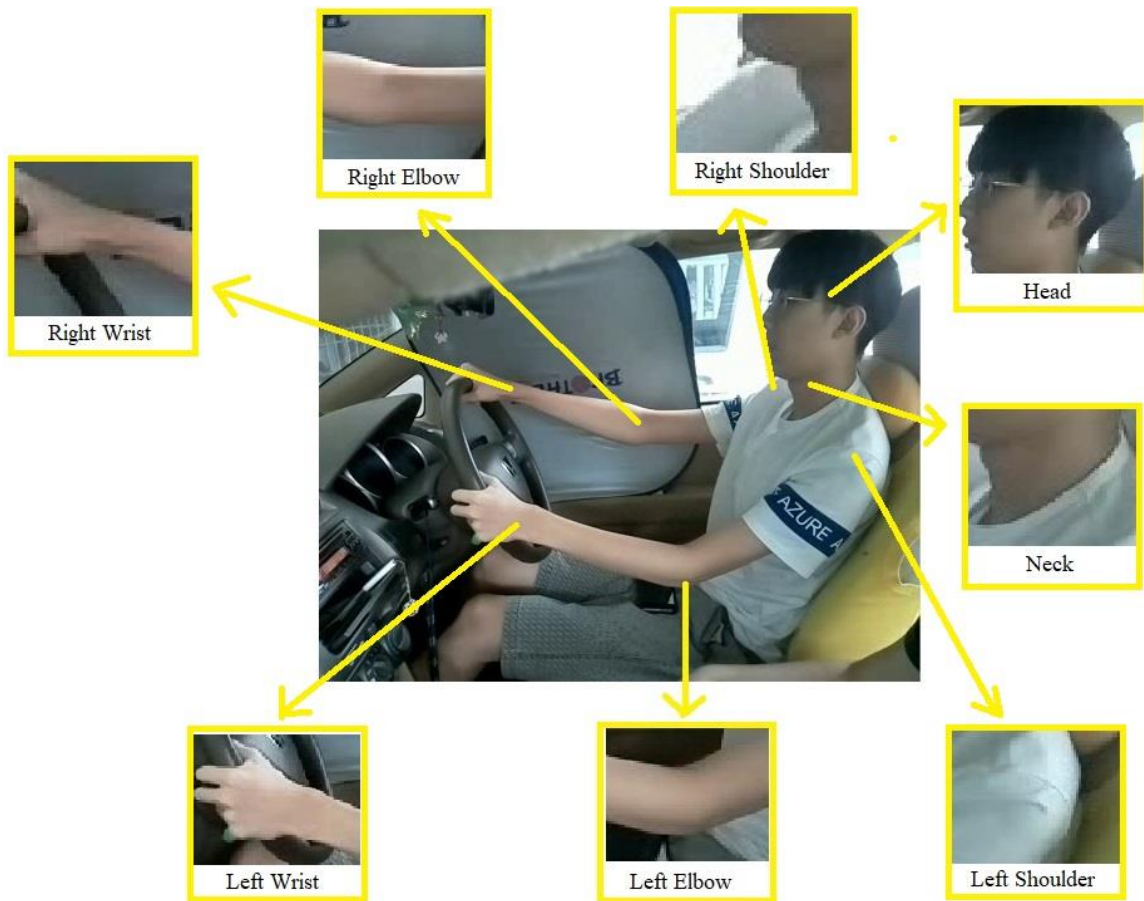 Right Elbow
Right Shoulder
Head
Right Wrist
Neck
AZURE
Left Wrist
Left Elbow
Left Shoulder